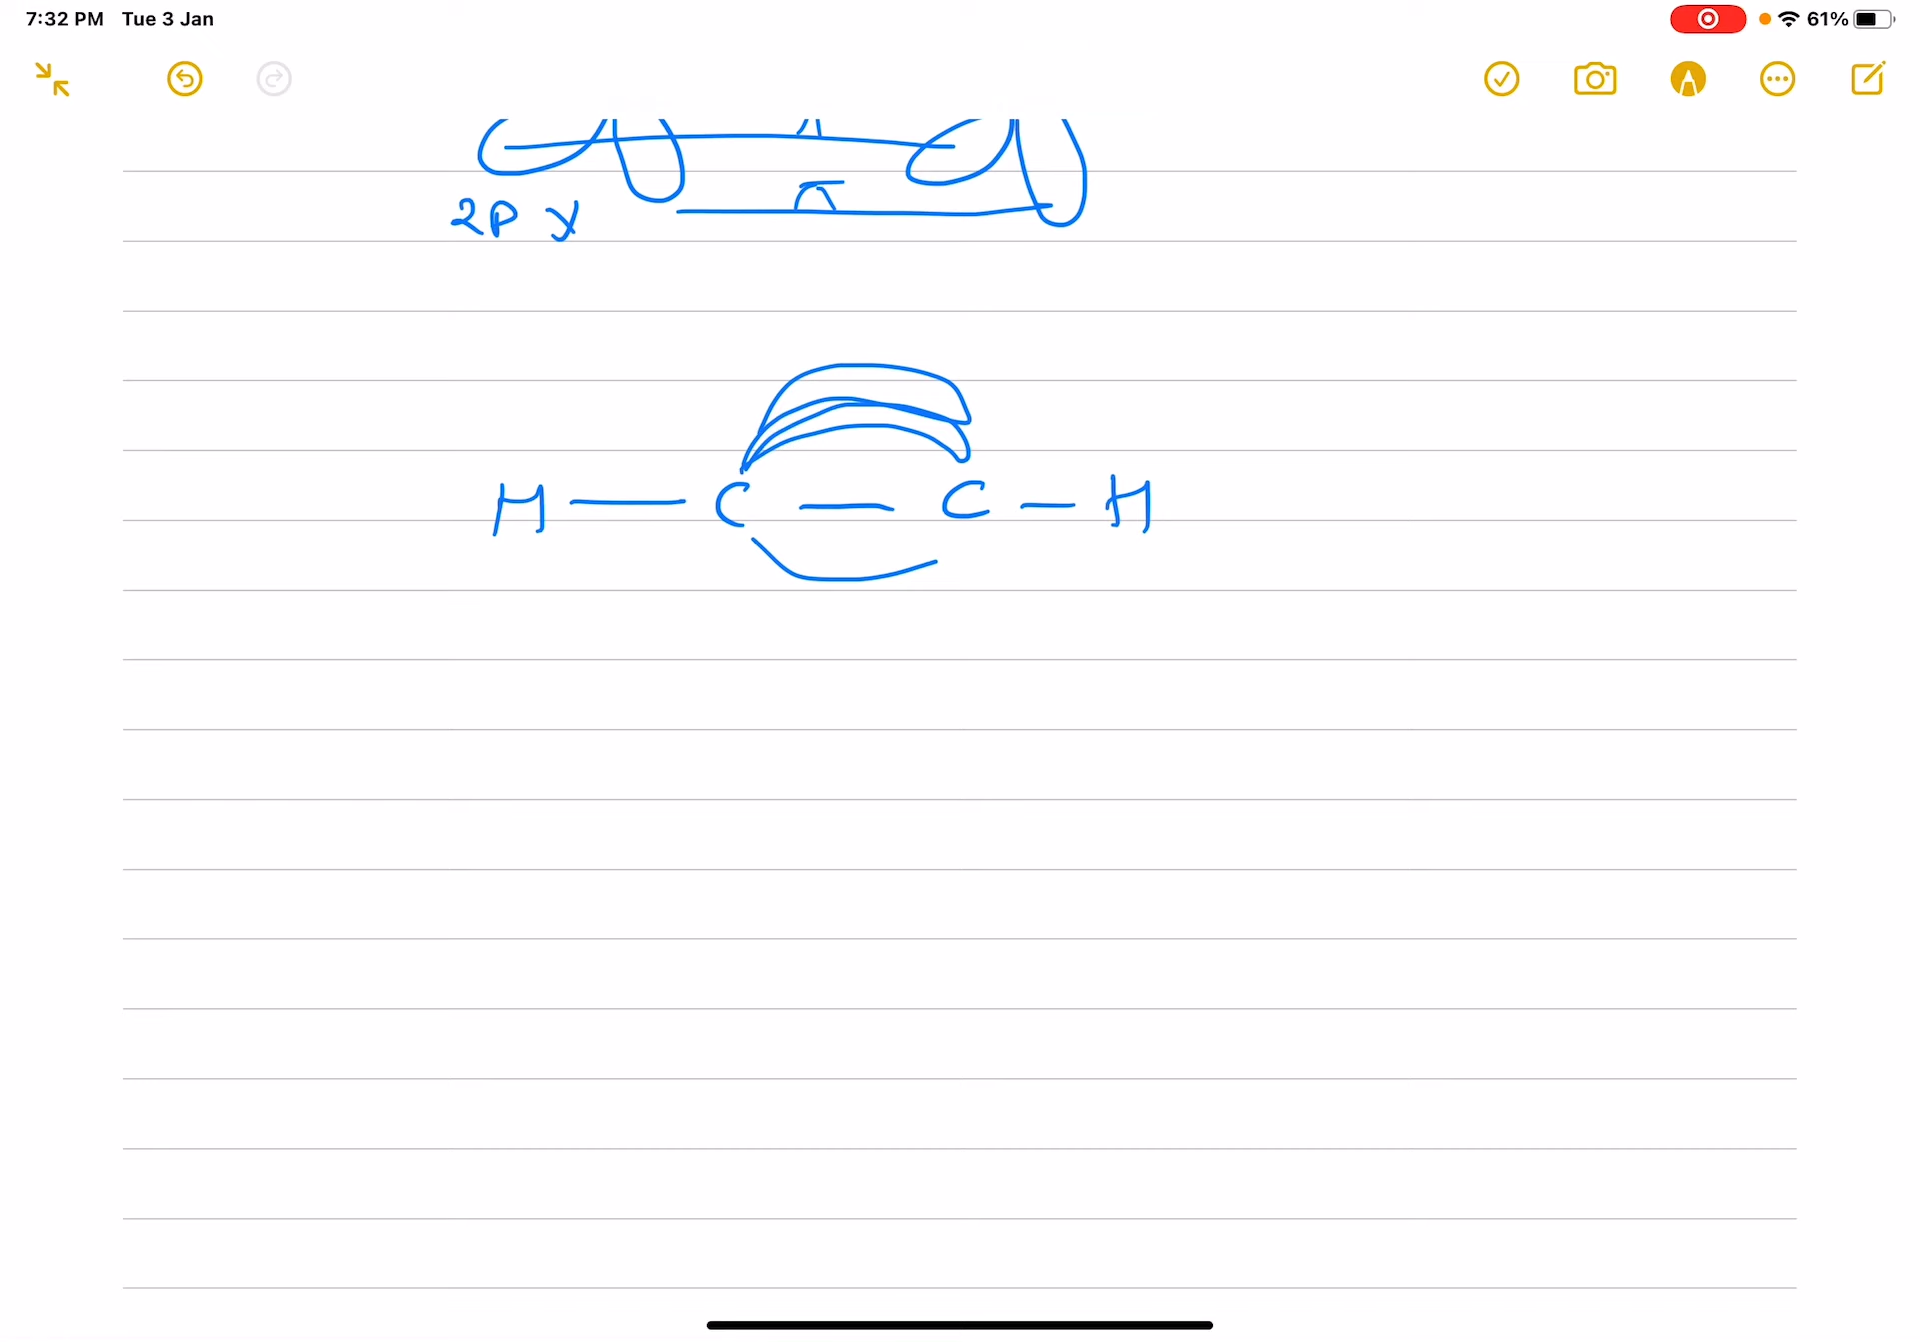 7:32 PM Tue 3 Jan 61%
π
2P y
H — C — C — H